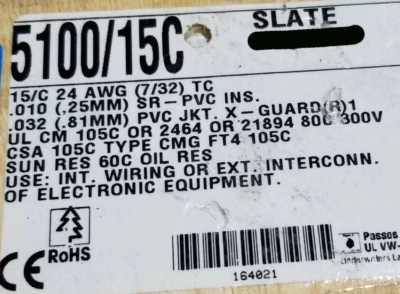 SLATE
5100/15C
15/C 24 AWG (7/32) TC
.010 (.25MM) SR-PVC INS.
.032 (.81MM) PVC JKT. X-GUARD(R)1
UL CM 105C OR 2464 OR 21894 80C 300V
CSA 105C TYPE CMG FT4 105C
SUN RES 60C OIL RES
USE: INT. WIRING OR EXT. INTERCONN.
OF ELECTRONIC EQUIPMENT.
RoHS
CE
164021
Passes
UL VW-
Underwriters La